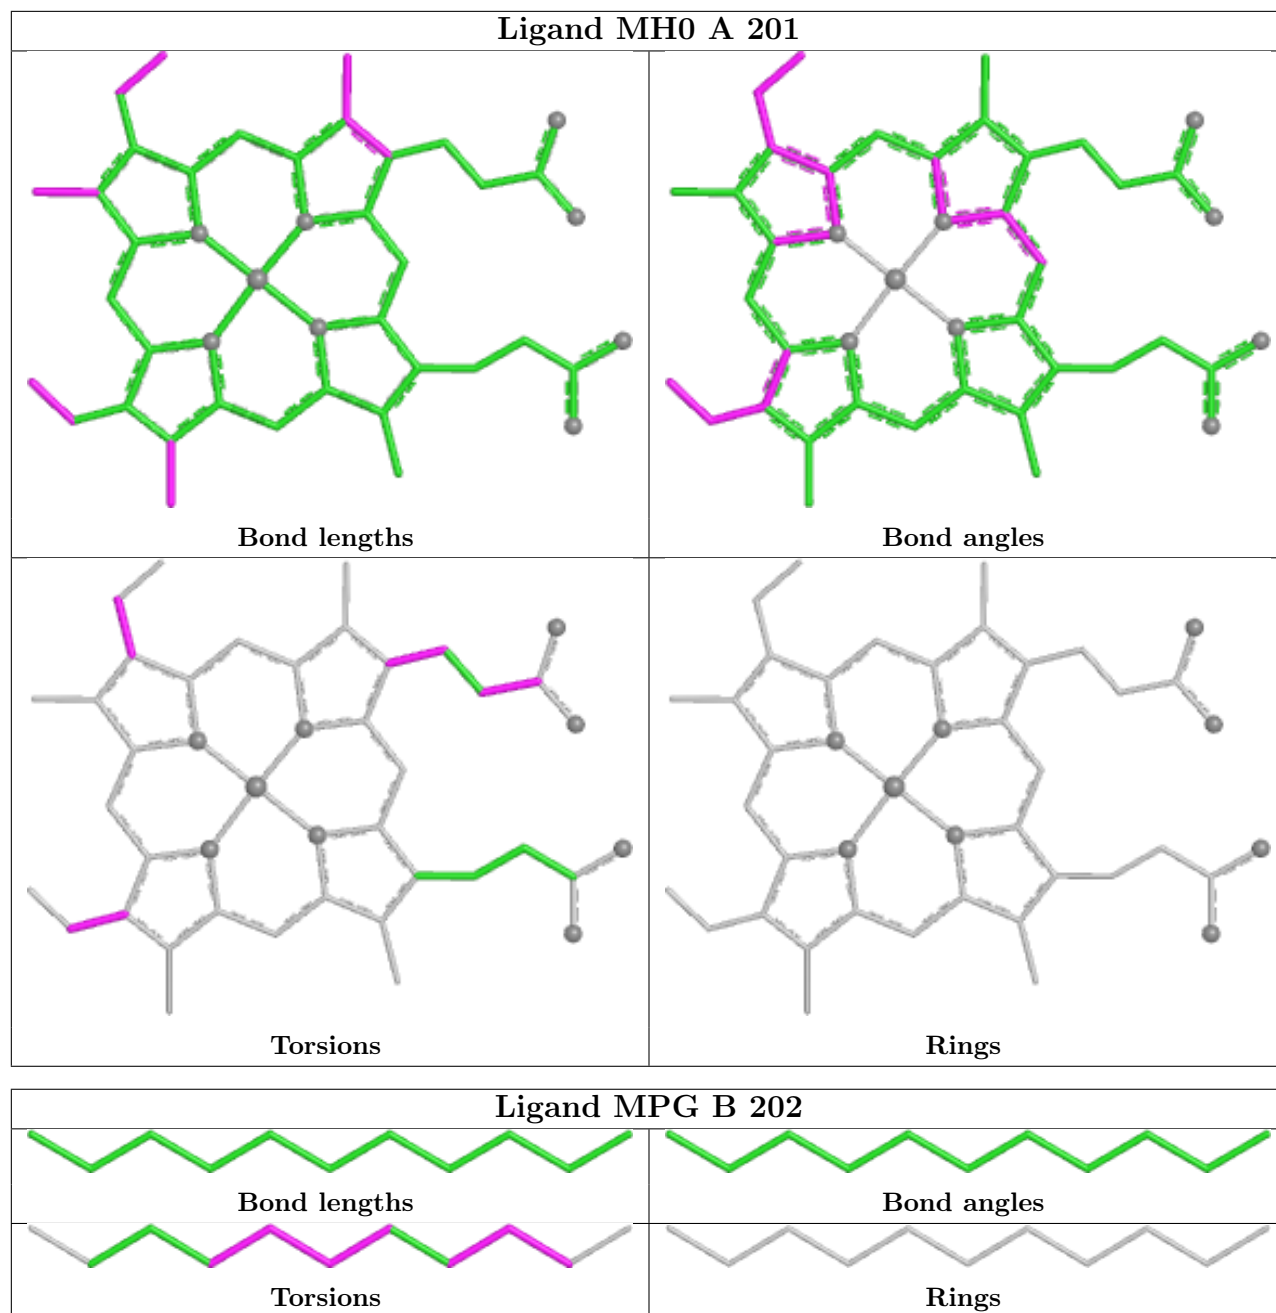 Ligand MH0 A 201
Bond lengths
Bond angles
Torsions
Rings
Ligand MPG B 202
Bond lengths
Bond angles
Torsions
Rings